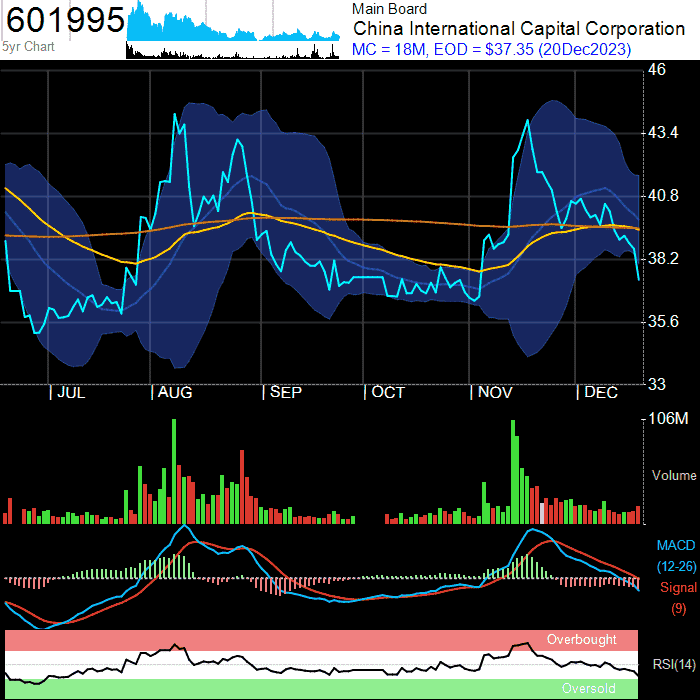 601995
5yr Chart
Main Board
China International Capital Corporation
MC = 18M, EOD = $37.35 (20Dec2023)
46
43.4
40.8
38.2
35.6
33
| JUL | AUG | SEP | OCT | NOV | DEC
106M
Volume
MACD
(12-26)
Signal
(9)
Overbought
RSI(14)
Oversold